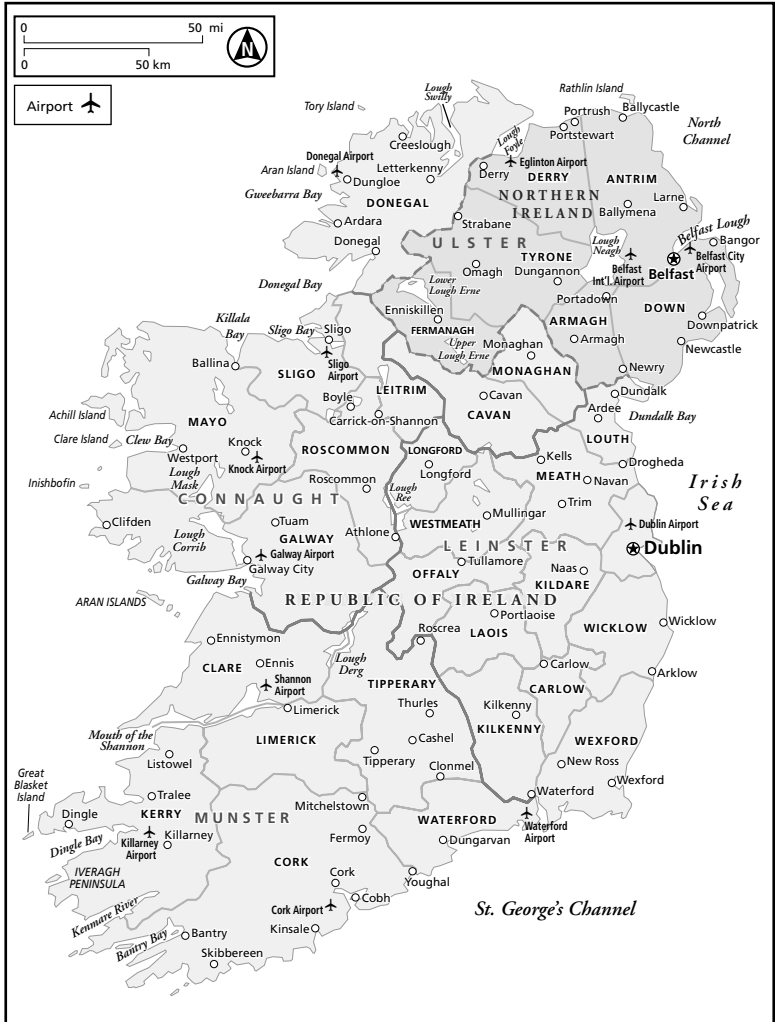 0 50 mi
N
0 50 km
Airport
Rathlin Island
Lough
Swilly
Tory Island
Portrush
Ballycastle
North
Channel
Portstewart
Creeslough
Lough
Foyle
Donegal Airport
Eglinton Airport
Aran Island
Letterkenny
Derry
DERRY
ANTRIM
Dungloe
Gweebarra Bay
DONEGAL
NORTHERN
IRELAND
Larne
Ballymena
Ardara
Strabane
Belfast Lough
Donegal
ULSTER
Lough
Neagh
Bangor
TYRONE
Belfast City
Airport
Omagh
Dungannon
Belfast
Int'l. Airport
Belfast
Donegal Bay
Lower
Lough Erne
Portadown
DOWN
Enniskillen
ARMAGH
Downpatrick
Killala
Bay
Sligo Bay
Sligo
FERMANAGH
Upper
Lough Erne
Monaghan
Armagh
Newcastle
Ballina
SLIGO
Sligo
Airport
MONAGHAN
Newry
LEITRIM
Cavan
Dundalk
Achill Island
Boyle
CAVAN
Ardee
Dundalk Bay
MAYO
Carrick-on-Shannon
Clare Island
Clew Bay
Knock
LOUTH
Westport
Knock Airport
ROSCOMMON
LONGFORD
Kells
Drogheda
Lough
Mask
Longford
MEATH
Navan
Inishbofin
Roscommon
Irish
Sea
CONNAUGHT
Lough
Ree
Trim
Clifden
Tuam
WESTMEATH
Mullingar
Dublin Airport
Lough
Corrib
GALWAY
Athlone
LEINSTER
Dublin
Galway Airport
Galway City
Tullamore
Galway Bay
OFFALY
Naas
KILDARE
ARAN ISLANDS
REPUBLIC OF IRELAND
Portlaoise
Wicklow
Ennistymon
Roscrea
LAOIS
WICKLOW
CLARE
Ennis
Lough
Derg
Carlow
Arklow
Shannon
Airport
TIPPERARY
CARLOW
Thurles
Kilkenny
Limerick
KILKENNY
Mouth of the
Shannon
LIMERICK
Cashel
WEXFORD
Listowel
Tipperary
New Ross
Great
Blasket
Island
Clonmel
Wexford
Tralee
Mitchelstown
Waterford
Dingle
KERRY
MUNSTER
WATERFORD
Waterford
Airport
Dingle Bay
Killarney
Airport
Killarney
Fermoy
Dungarvan
IVERAGH
PENINSULA
CORK
Cork
Youghal
Kenmare River
Cork Airport
Cobh
St. George's Channel
Bantry Bay
Bantry
Kinsale
Skibbereen